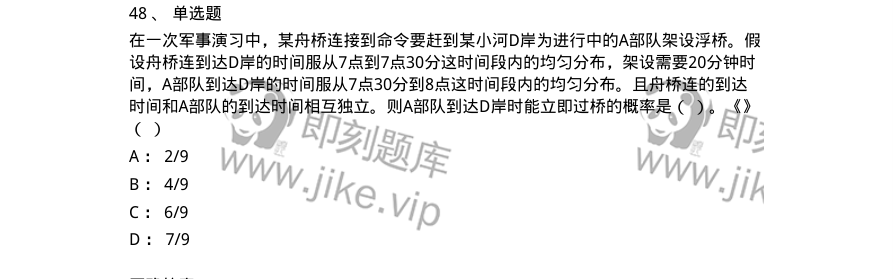 48 、 单选题
在一次军事演习中，某舟桥连接到命令要赶到某小河D岸为进行中的A部队架设浮桥。假
设舟桥连到达D岸的时间服从7点到7点30分这时间段内的均匀分布，架设需要20分钟时
间，A部队到达D岸的时间服从7点30分到8点这时间段内的均匀分布。且舟桥连的到达
时间和A部队的到达时间相互独立。则A部队到达D岸时能立即过桥的概率是（ ）。《》
（ ）
A ： 2/9
B ： 4/9
C ： 6/9
D ： 7/9
即刻题库
www.jike.vip
即
www